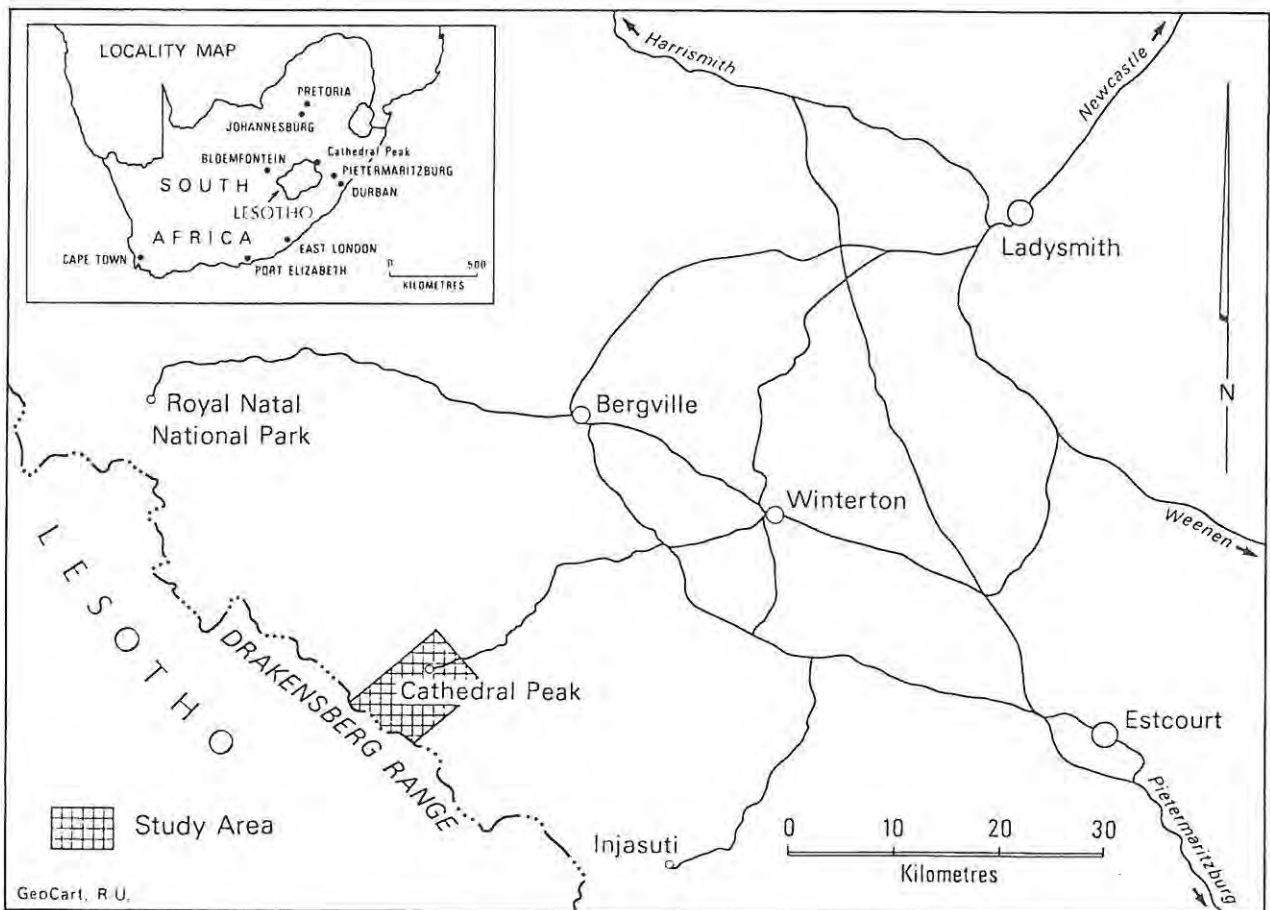 LOCALITY MAP
PRETORIA
JOHANNESBURG
BLOEMFONTEIN
Cathedral Peak
PIETERMARITZBURG
DURBAN
SOUTH
LESOTHO
AFRICA
EAST LONDON
CAPE TOWN
PORT ELIZABETH
0 500
KILOMETRES
Harrismith
Newcastle
Ladysmith
N
Royal Natal
National Park
Bergville
Winterton
Weenen
LESOTHO
DRAKENSBERG RANGE
Cathedral Peak
Estcourt
Pietermaritzburg
Study Area
Injasuti
0 10 20 30
Kilometres
GeoCart, R.U.